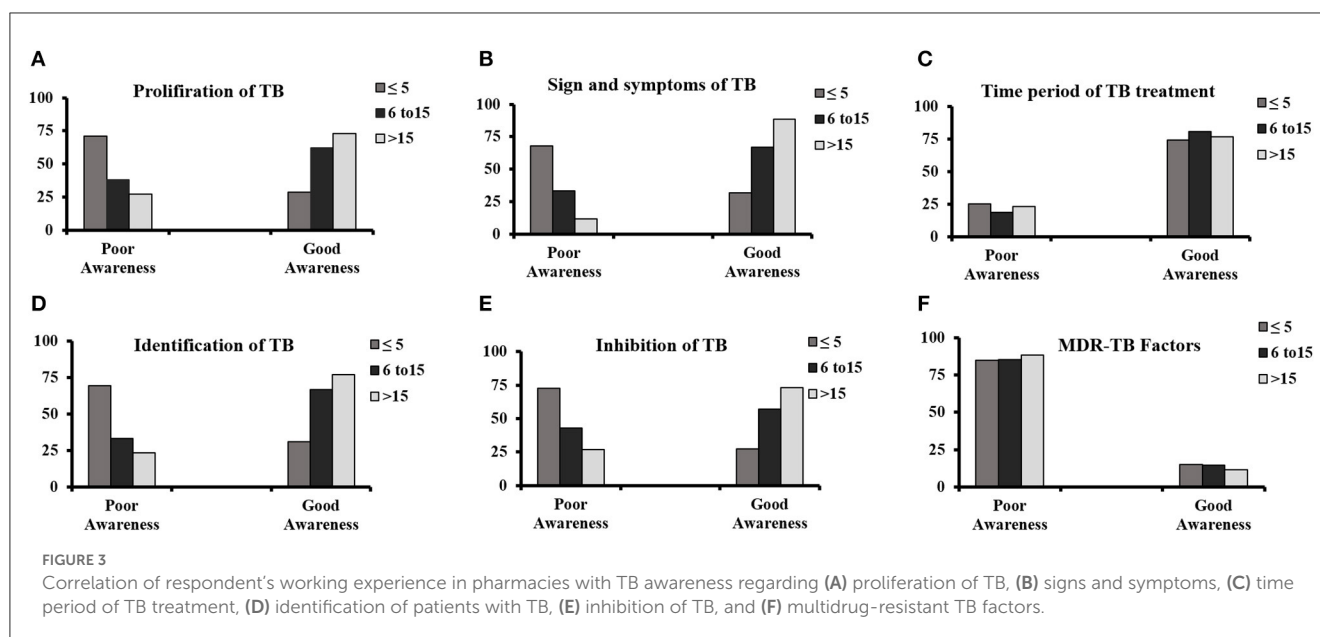 A
Prolifiration of TB
≤ 5
6 to15
>15
100
75
50
25
0
Poor
Awareness
Good
Awareness
B
Sign and symptoms of TB
≤ 5
6 to15
>15
100
75
50
25
0
Poor
Awareness
Good
Awareness
C
Time period of TB treatment
≤ 5
6 to15
>15
100
75
50
25
0
Poor
Awareness
Good
Awareness
D
Identification of TB
≤ 5
6 to15
>15
100
75
50
25
0
Poor
Awareness
Good
Awareness
E
Inhibition of TB
≤ 5
6 to15
>15
100
75
50
25
0
Poor
Awareness
Good
Awareness
F
MDR-TB Factors
≤ 5
6 to15
>15
100
75
50
25
0
Poor
Awareness
Good
Awareness
FIGURE 3
Correlation of respondent's working experience in pharmacies with TB awareness regarding (A) proliferation of TB, (B) signs and symptoms, (C) time
period of TB treatment, (D) identification of patients with TB, (E) inhibition of TB, and (F) multidrug-resistant TB factors.